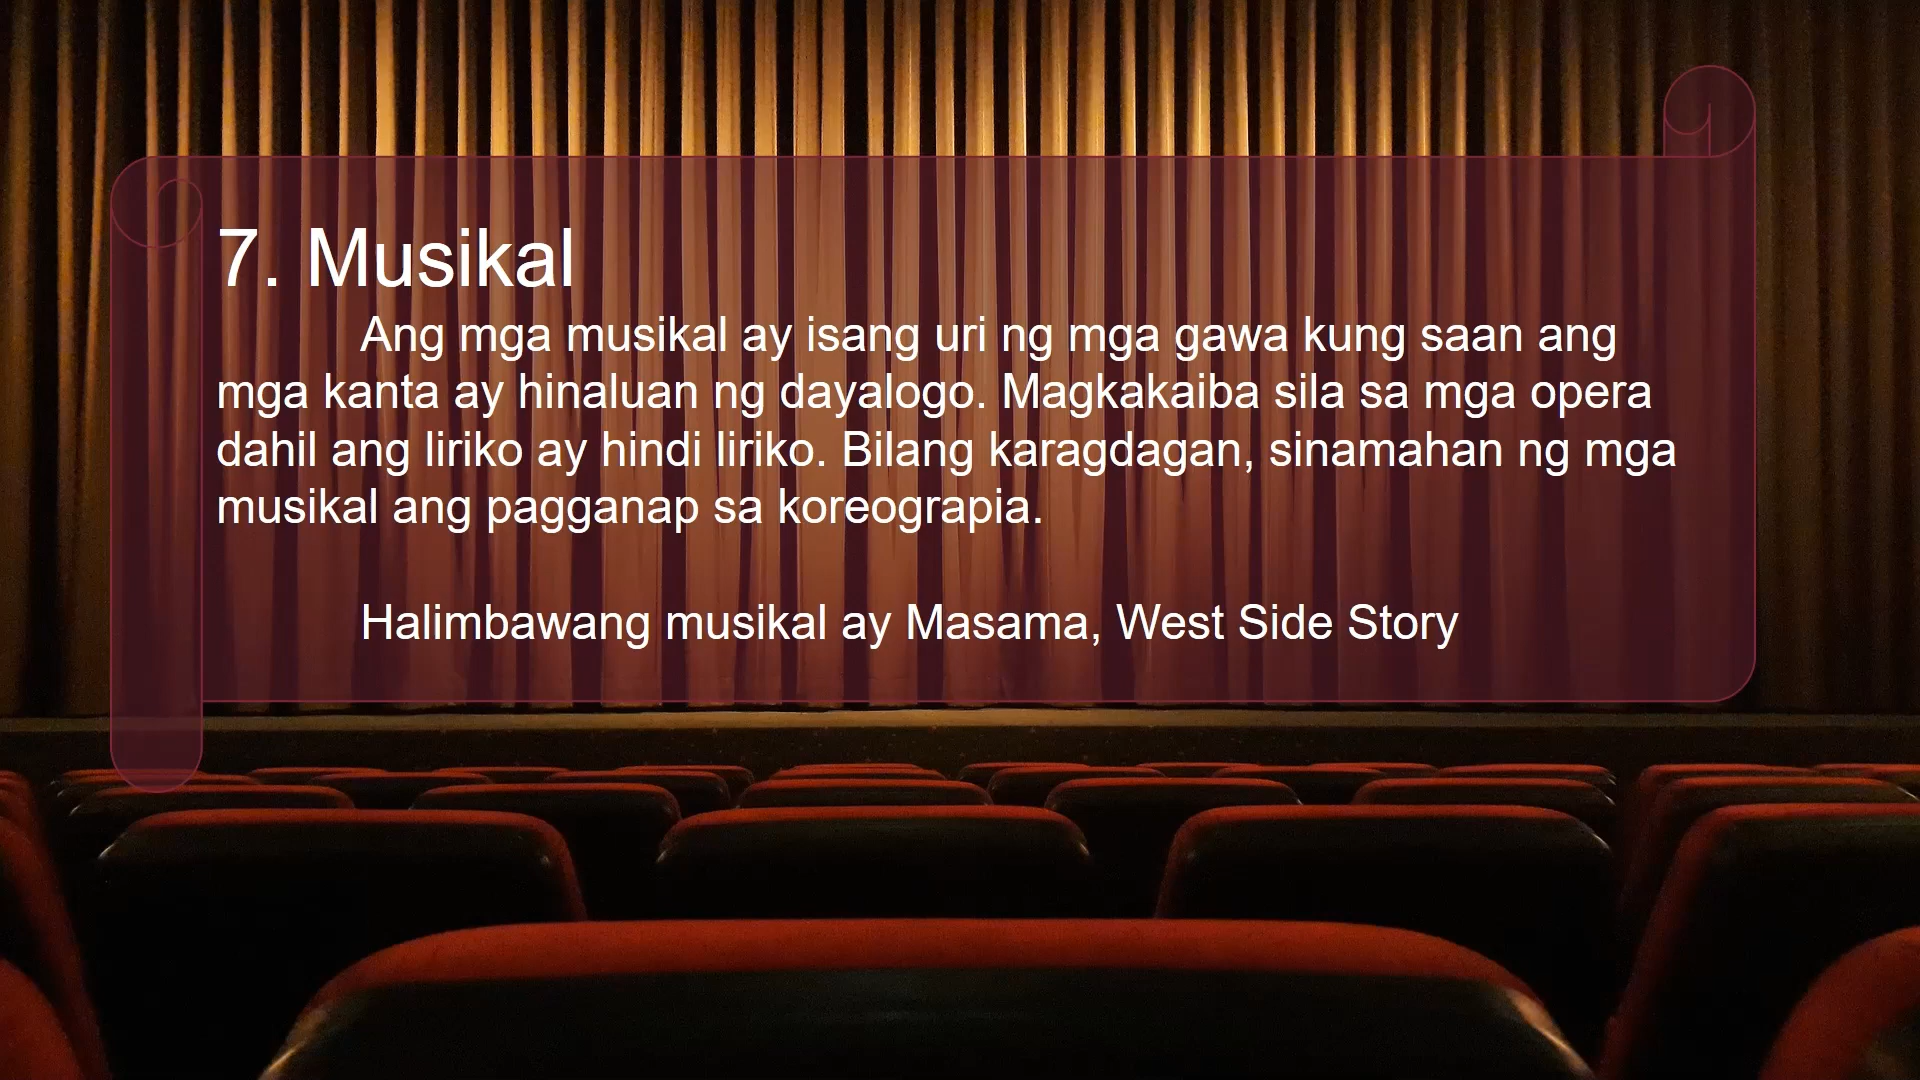 7. Musikal
Ang mga musikal ay isang uri ng mga gawa kung saan ang
mga kanta ay hinaluan ng dayalogo. Magkakaiba sila sa mga opera
dahil ang liriko ay hindi liriko. Bilang karagdagan, sinamahan ng mga
musikal ang pagganap sa koreograpia.
Halimbawang musikal ay Masama, West Side Story